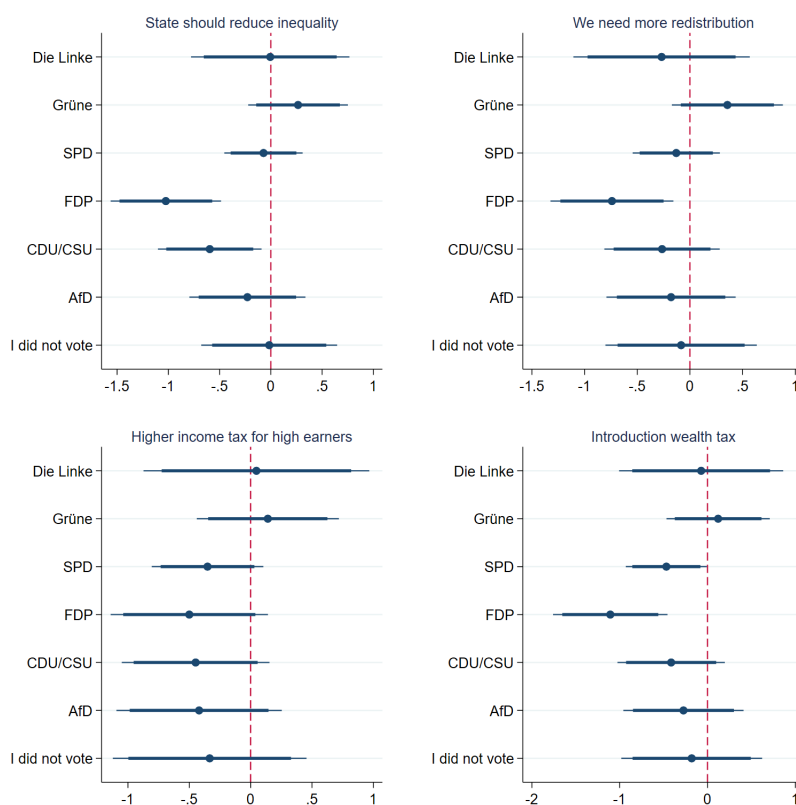 State should reduce inequality
Die Linke
Grüne
SPD
FDP
CDU/CSU
AfD
I did not vote
-1.5 -1 -.5 0 .5 1
We need more redistribution
Die Linke
Grüne
SPD
FDP
CDU/CSU
AfD
I did not vote
-1.5 -1 -.5 0 .5 1
Higher income tax for high earners
Die Linke
Grüne
SPD
FDP
CDU/CSU
AfD
I did not vote
-1 -.5 0 .5 1
Introduction wealth tax
Die Linke
Grüne
SPD
FDP
CDU/CSU
AfD
I did not vote
-2 -1 0 1